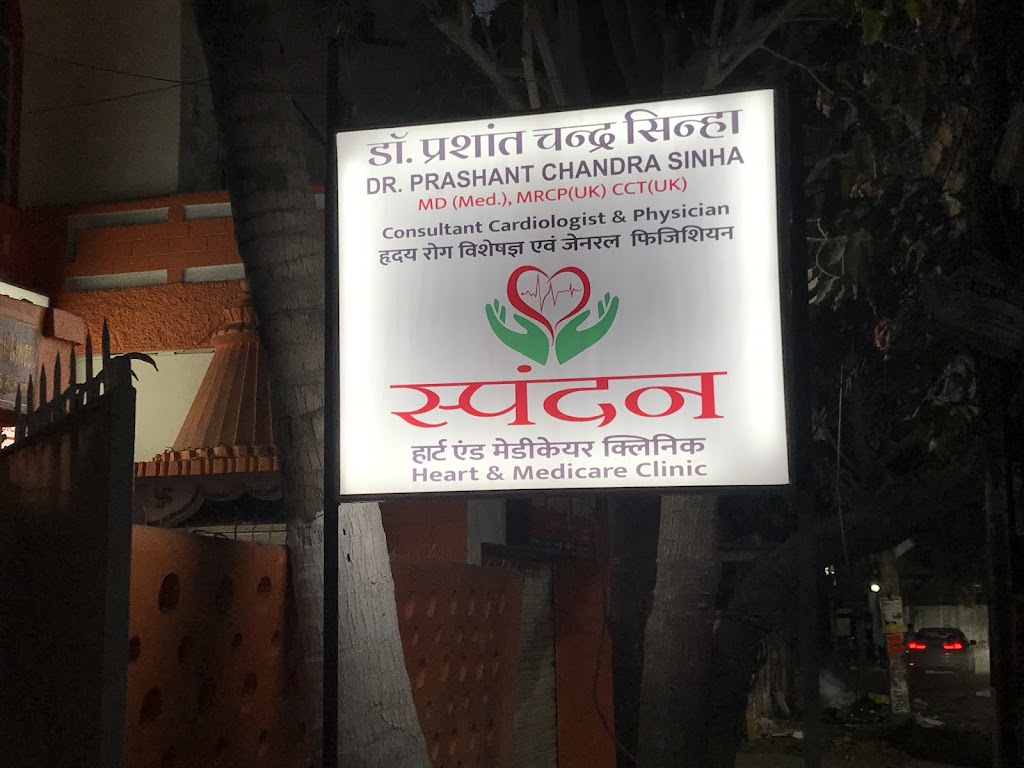 डॉ. प्रशांत चन्द्र सिन्हा
DR. PRASHANT CHANDRA SINHA
MD (Med.), MRCP(UK) CCT(UK)
Consultant Cardiologist & Physician
हृदय रोग विशेषज्ञ एवं जेनरल फिजिशियन
स्पंदन
हार्ट एंड मेडीकेयर क्लिनिक
Heart & Medicare Clinic